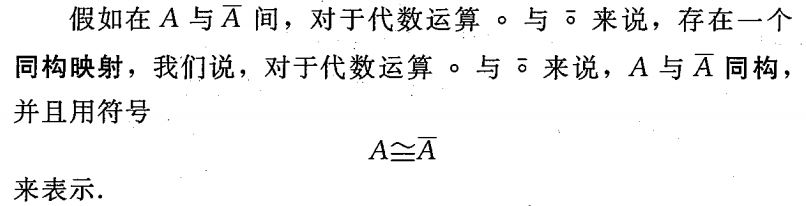 假如在 A 与 A̅ 间，对于代数运算 ∘ 与 ∘̅ 来说，存在一个
同构映射，我们说，对于代数运算 ∘ 与 ∘̅ 来说，A 与 A̅ 同构，
并且用符号
A≌A̅
来表示．